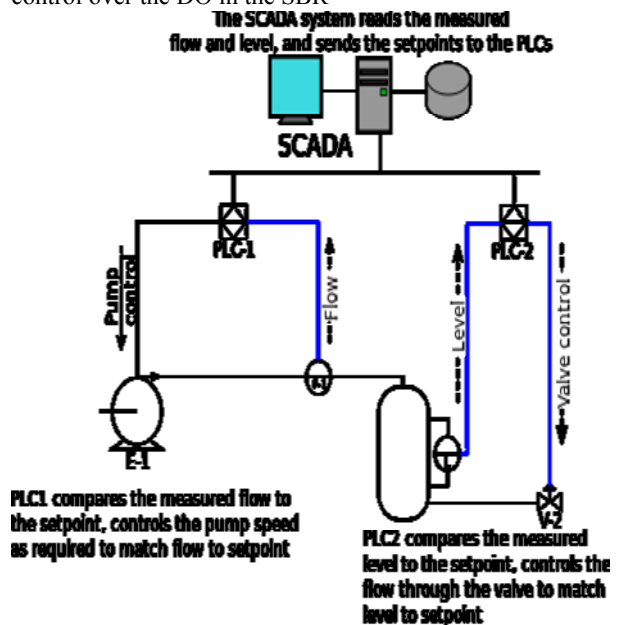 control over the DO in the SBR
The SCADA system reads the measured
flow and level, and sends the setpoints to the PLCs
SCADA
PLC-1
PLC-2
Pump
control
Flow
Level
Valve control
E-1
V-2
PLC1 compares the measured flow to
the setpoint, controls the pump speed
as required to match flow to setpoint
PLC2 compares the measured
level to the setpoint, controls the
flow through the valve to match
level to setpoint